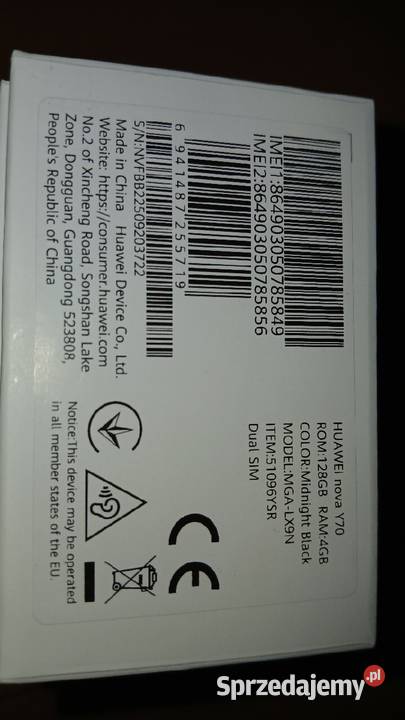 HUAWEI nova Y70
ROM:128GB RAM:4GB
COLOR:Midnight Black
MODEL:MGA-LX9N
ITEM:51096YSR
Dual SIM
IMEI1:864903050785849
IMEI2:864903050785856
6 941487 255719
S/N:NVFBB22509203722
Made in China Huawei Device Co., Ltd.
Website: https://consumer.huawei.com
No.2 of Xincheng Road, Songshan Lake
Zone, Dongguan, Guangdong 523808,
People's Republic of China
CE
Notice:This device may be operated
in all member states of the EU.
Sprzedajemy.pl